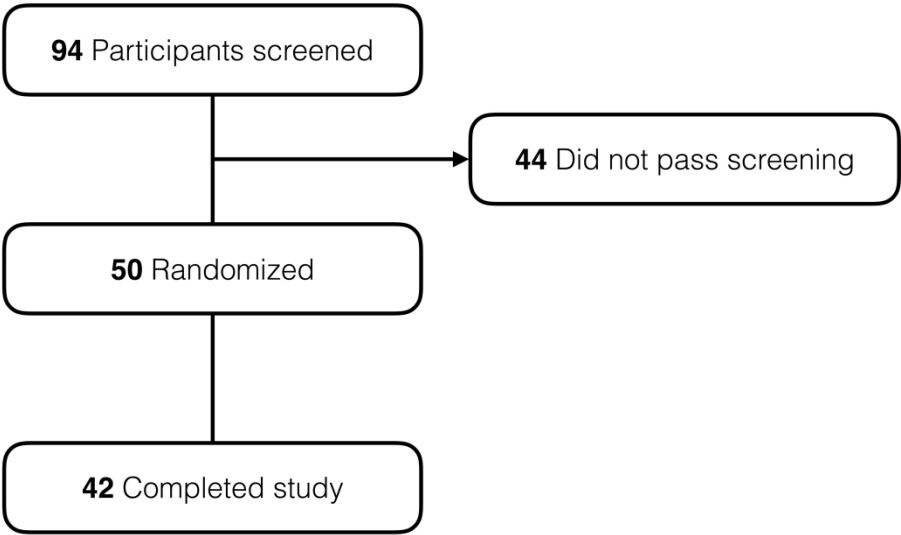 94 Participants screened
44 Did not pass screening
50 Randomized
42 Completed study